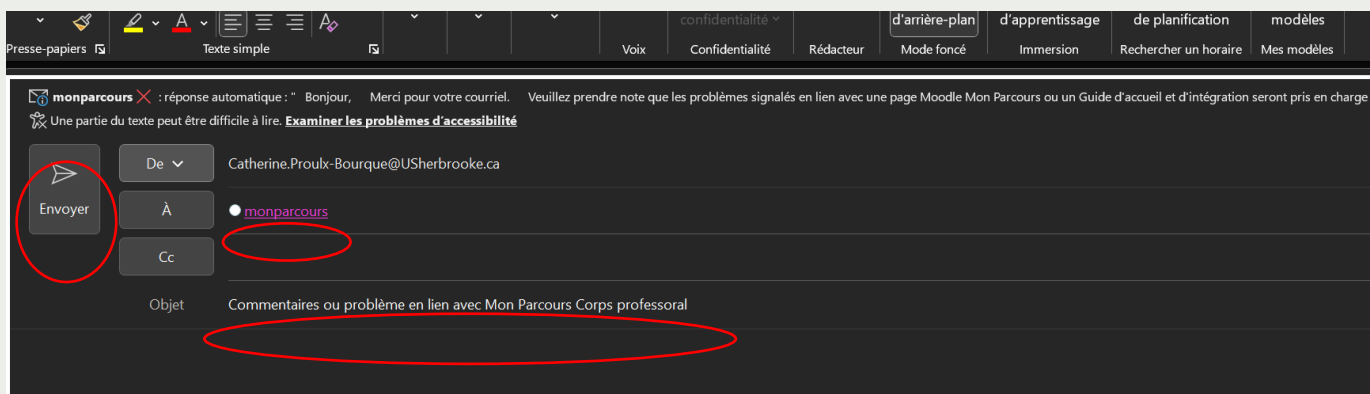 confidentialité d'arrière-plan d'apprentissage de planification modèles
Presse-papiers Texte simple Voix Confidentialité Rédacteur Mode foncé Immersion Rechercher un horaire Mes modèles
monparcours : réponse automatique : " Bonjour, Merci pour votre courriel. Veuillez prendre note que les problèmes signalés en lien avec une page Moodle Mon Parcours ou un Guide d'accueil et d'intégration seront pris en charge
Une partie du texte peut être difficile à lire. Examiner les problèmes d'accessibilité
De Catherine.Proulx-Bourque@USherbrooke.ca
Envoyer À monparcours
Cc
Objet Commentaires ou problème en lien avec Mon Parcours Corps professoral